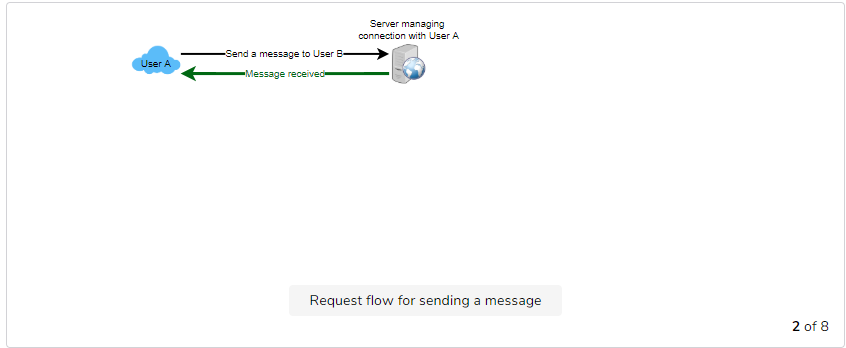 Server managing
connection with User A
User A
Send a message to User B
Message received
Request flow for sending a message
2 of 8